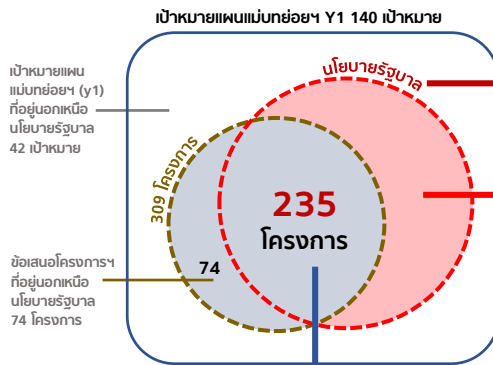 เป้าหมายแผนแม่บทย่อยฯ Y1 140 เป้าหมาย
เป้าหมายแผน
แม่บทย่อยฯ (y1)
ที่อยู่นอกเหนือ
นโยบายรัฐบาล
42 เป้าหมาย
นโยบายรัฐบาล
309 โครงการ
235
โครงการ
74
ข้อเสนอโครงการฯ
ที่อยู่นอกเหนือ
นโยบายรัฐบาล
74 โครงการ